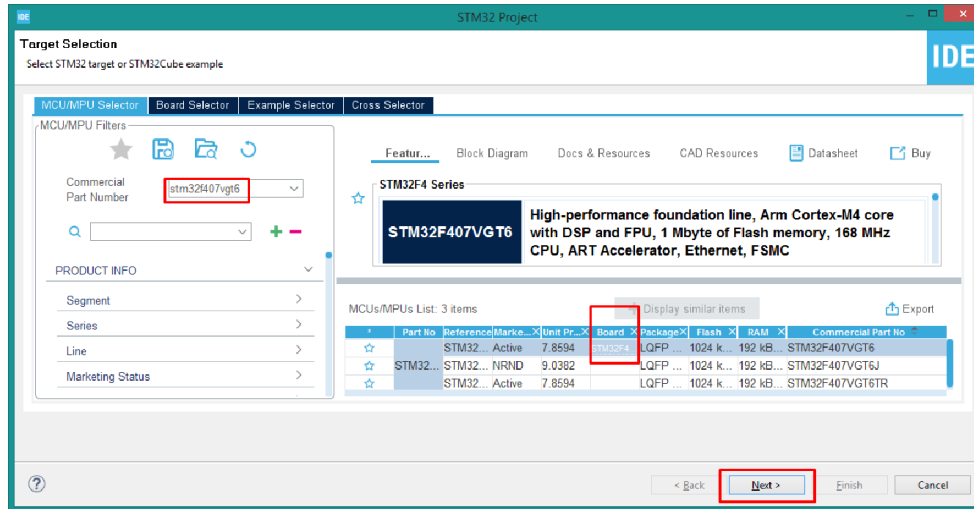 IDE
STM32 Project
Target Selection
Select STM32 target or STM32Cube example
IDE
MCU/MPU Selector
Board Selector
Example Selector
Cross Selector
MCU/MPU Filters
Commercial
Part Number
stm32f407vgt6
PRODUCT INFO
Segment
Series
Line
Marketing Status
Featur...
Block Diagram
Docs & Resources
CAD Resources
Datasheet
Buy
STM32F4 Series
STM32F407VGT6
High-performance foundation line, Arm Cortex-M4 core
with DSP and FPU, 1 Mbyte of Flash memory, 168 MHz
CPU, ART Accelerator, Ethernet, FSMC
MCUs/MPUs List: 3 items
Display similar items
Export
* Part No Reference Marke... X Unit Pr... X Board X Package X Flash X RAM X Commercial Part No
STM32... Active 7.8594 STM32F4 LQFP ... 1024 k... 192 kB... STM32F407VGT6
STM32... STM32... NRND 9.0382 LQFP ... 1024 k... 192 kB... STM32F407VGT6J
STM32... Active 7.8594 LQFP ... 1024 k... 192 kB... STM32F407VGT6TR
?
< Back
Next >
Finish
Cancel